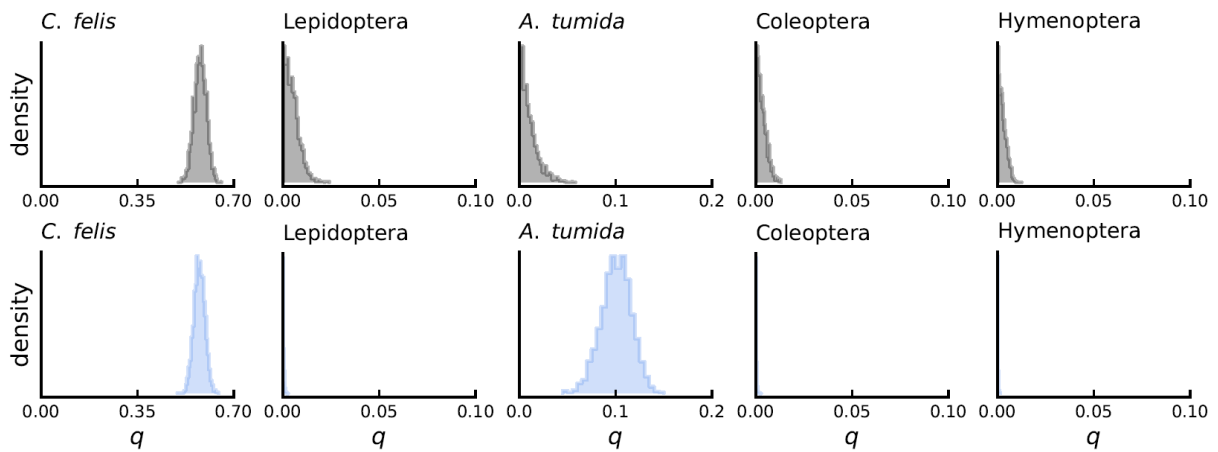 C. felis Lepidoptera A. tumida Coleoptera Hymenoptera
density
0.00 0.35 0.70 0.00 0.05 0.10 0.0 0.1 0.2 0.00 0.05 0.10 0.00 0.05 0.10
C. felis Lepidoptera A. tumida Coleoptera Hymenoptera
density
0.00 0.35 0.70 0.00 0.05 0.10 0.0 0.1 0.2 0.00 0.05 0.10 0.00 0.05 0.10
q q q q q